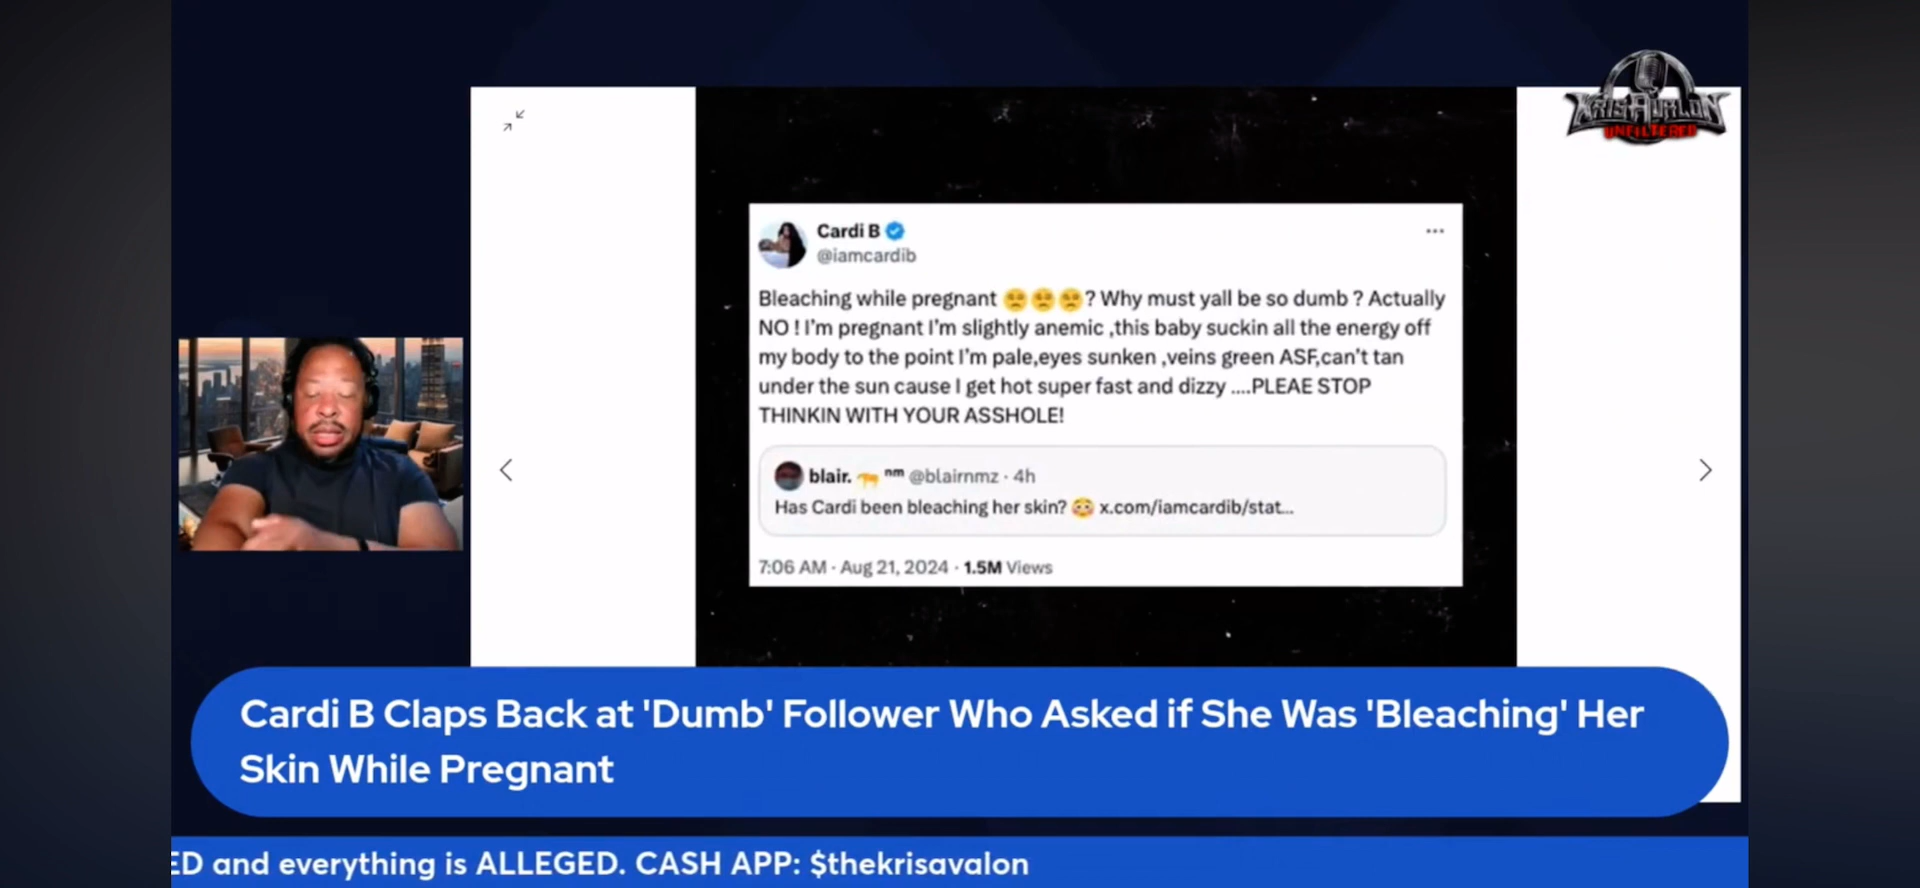 KRISAVALON
UNFILTERED
Cardi B
@iamcardib
Bleaching while pregnant 😔😔😔? Why must yall be so dumb ? Actually
NO ! I'm pregnant I'm slightly anemic ,this baby suckin all the energy off
my body to the point I'm pale,eyes sunken ,veins green ASF,can't tan
under the sun cause I get hot super fast and dizzy ....PLEAE STOP
THINKIN WITH YOUR ASSHOLE!
blair. nm @blairnmz · 4h
Has Cardi been bleaching her skin? 😳 x.com/iamcardib/stat...
7:06 AM · Aug 21, 2024 · 1.5M Views
Cardi B Claps Back at 'Dumb' Follower Who Asked if She Was 'Bleaching' Her
Skin While Pregnant
ED and everything is ALLEGED. CASH APP: $thekrisavalon